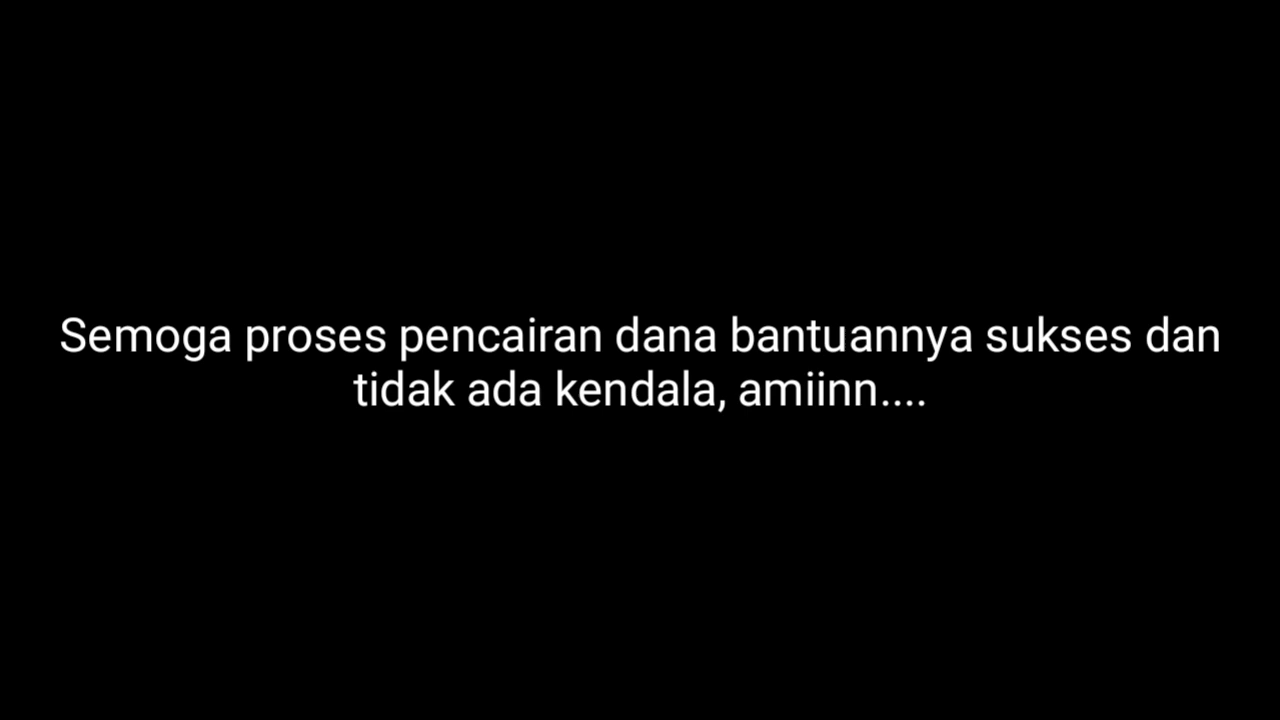 Semoga proses pencairan dana bantuannya sukses dan
tidak ada kendala, amiinn....